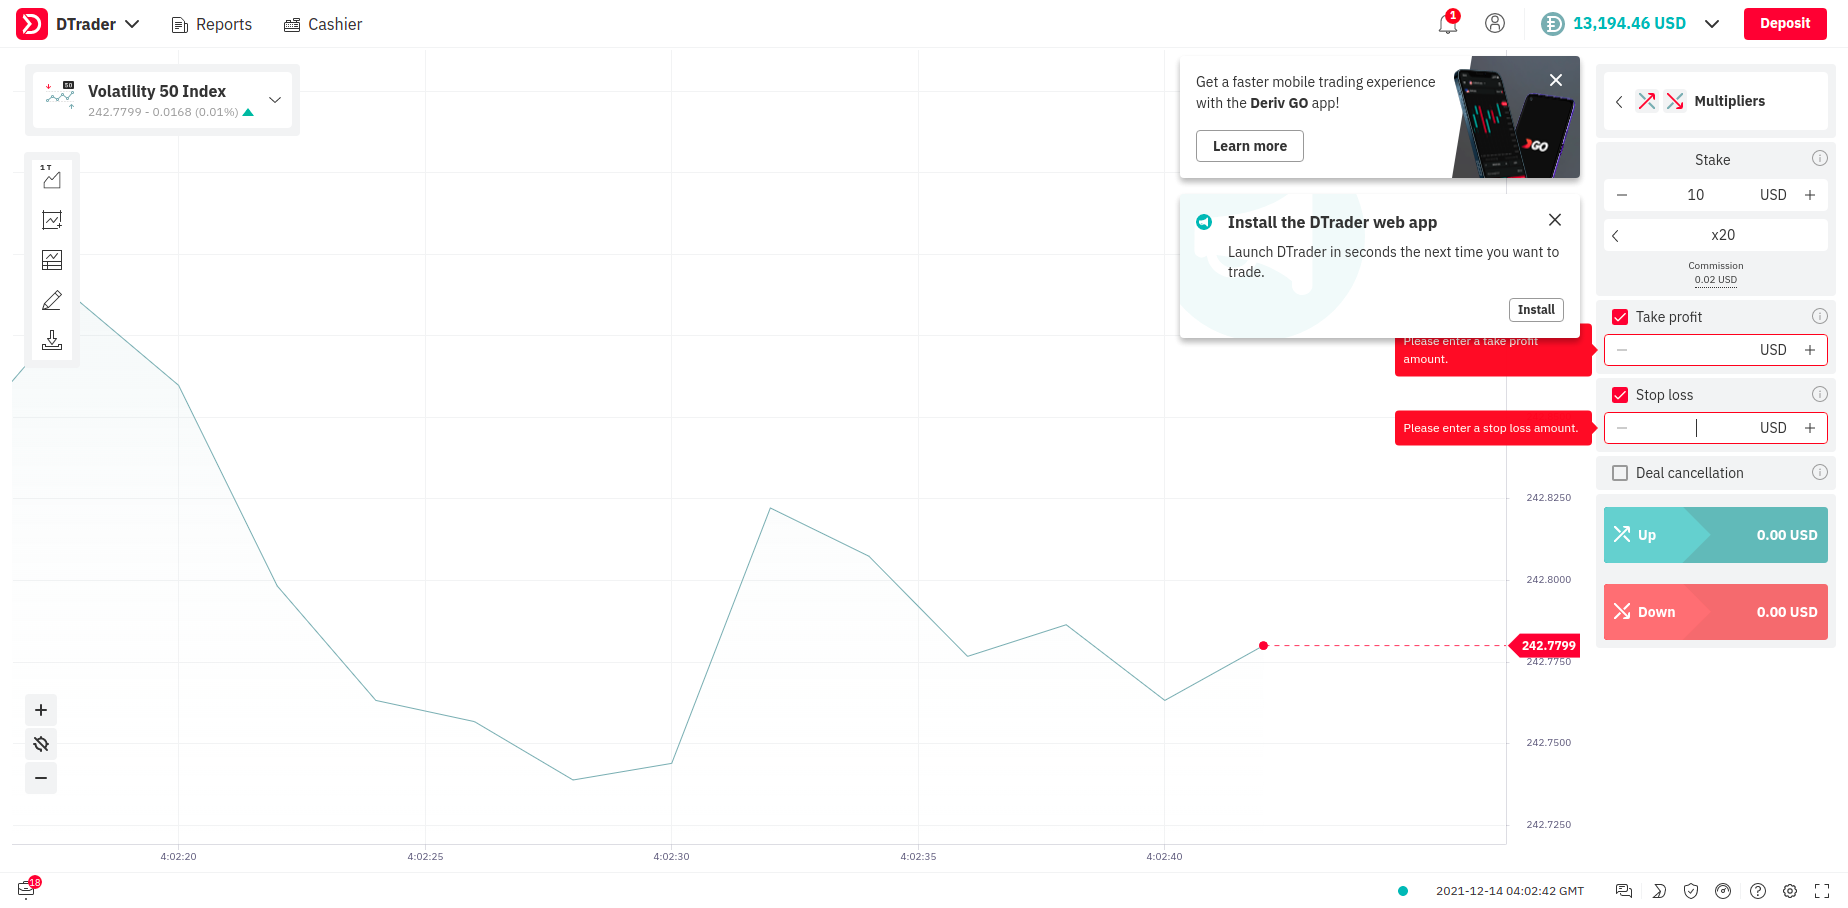 DTrader
Reports
Cashier
1
13,194.46 USD
Deposit
50
Volatility 50 Index
242.7799 - 0.0168 (0.01%)
1 T
Get a faster mobile trading experience
with the Deriv GO app!
Learn more
GO
Install the DTrader web app
Launch DTrader in seconds the next time you want to
trade.
Install
Please enter a take profit
amount.
Please enter a stop loss amount.
Multipliers
Stake
10 USD
x20
Commission
0.02 USD
Take profit
USD
Stop loss
USD
Deal cancellation
Up 0.00 USD
Down 0.00 USD
242.8250
242.8000
242.7799
242.7750
242.7500
242.7250
4:02:20
4:02:25
4:02:30
4:02:35
4:02:40
18
2021-12-14 04:02:42 GMT